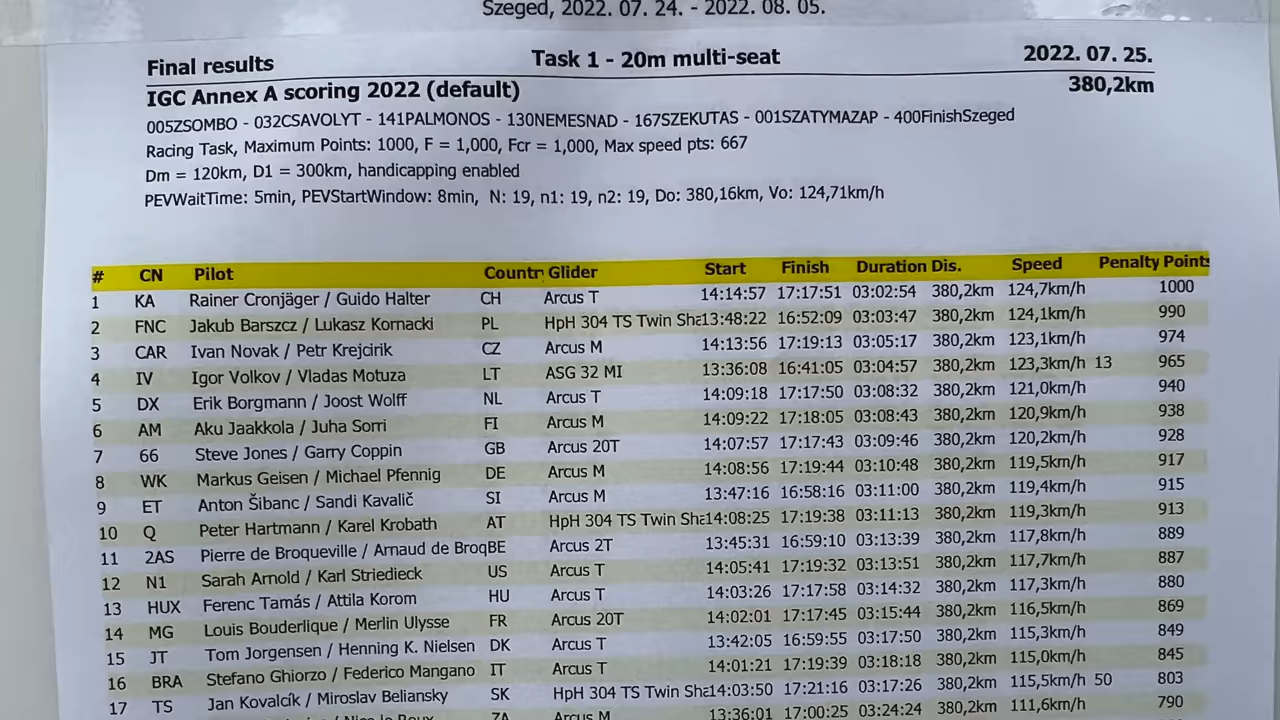 Szeged, 2022. 07. 24. - 2022. 08. 05.
Final results Task 1 - 20m multi-seat 2022. 07. 25.
IGC Annex A scoring 2022 (default) 380,2km
005ZSOMBO - 032CSAVOLYT - 141PALMONOS - 130NEMESNAD - 167SZEKUTAS - 001SZATYMAZAP - 400FinishSzeged
Racing Task, Maximum Points: 1000, F = 1,000, Fcr = 1,000, Max speed pts: 667
Dm = 120km, D1 = 300km, handicapping enabled
PEVWaitTime: 5min, PEVStartWindow: 8min, N: 19, n1: 19, n2: 19, Do: 380,16km, Vo: 124,71km/h
# CN Pilot Countr Glider Start Finish Duration Dis. Speed Penalty Points
1 KA Rainer Cronjäger / Guido Halter CH Arcus T 14:14:57 17:17:51 03:02:54 380,2km 124,7km/h 1000
2 FNC Jakub Barszcz / Lukasz Kornacki PL HpH 304 TS Twin Sha 13:48:22 16:52:09 03:03:47 380,2km 124,1km/h 990
3 CAR Ivan Novak / Petr Krejcirik CZ Arcus M 14:13:56 17:19:13 03:05:17 380,2km 123,1km/h 974
4 IV Igor Volkov / Vladas Motuza LT ASG 32 MI 13:36:08 16:41:05 03:04:57 380,2km 123,3km/h 13 965
5 DX Erik Borgmann / Joost Wolff NL Arcus T 14:09:18 17:17:50 03:08:32 380,2km 121,0km/h 940
6 AM Aku Jaakkola / Juha Sorri FI Arcus M 14:09:22 17:18:05 03:08:43 380,2km 120,9km/h 938
7 66 Steve Jones / Garry Coppin GB Arcus 20T 14:07:57 17:17:43 03:09:46 380,2km 120,2km/h 928
8 WK Markus Geisen / Michael Pfennig DE Arcus M 14:08:56 17:19:44 03:10:48 380,2km 119,5km/h 917
9 ET Anton Šibanc / Sandi Kavalič SI Arcus M 13:47:16 16:58:16 03:11:00 380,2km 119,4km/h 915
10 Q Peter Hartmann / Karel Krobath AT HpH 304 TS Twin Sha 14:08:25 17:19:38 03:11:13 380,2km 119,3km/h 913
11 2AS Pierre de Broqueville / Arnaud de Broq BE Arcus 2T 13:45:31 16:59:10 03:13:39 380,2km 117,8km/h 889
12 N1 Sarah Arnold / Karl Striedieck US Arcus T 14:05:41 17:19:32 03:13:51 380,2km 117,7km/h 887
13 HUX Ferenc Tamás / Attila Korom HU Arcus T 14:03:26 17:17:58 03:14:32 380,2km 117,3km/h 880
14 MG Louis Bouderlique / Merlin Ulysse FR Arcus 20T 14:02:01 17:17:45 03:15:44 380,2km 116,5km/h 869
15 JT Tom Jorgensen / Henning K. Nielsen DK Arcus T 13:42:05 16:59:55 03:17:50 380,2km 115,3km/h 849
16 BRA Stefano Ghiorzo / Federico Mangano IT Arcus T 14:01:21 17:19:39 03:18:18 380,2km 115,0km/h 845
17 TS Jan Kovalcík / Miroslav Beliansky SK HpH 304 TS Twin Sha 14:03:50 17:21:16 03:17:26 380,2km 115,5km/h 50 803
ZA Arcus M 13:36:01 17:00:25 03:24:24 380,2km 111,6km/h 790